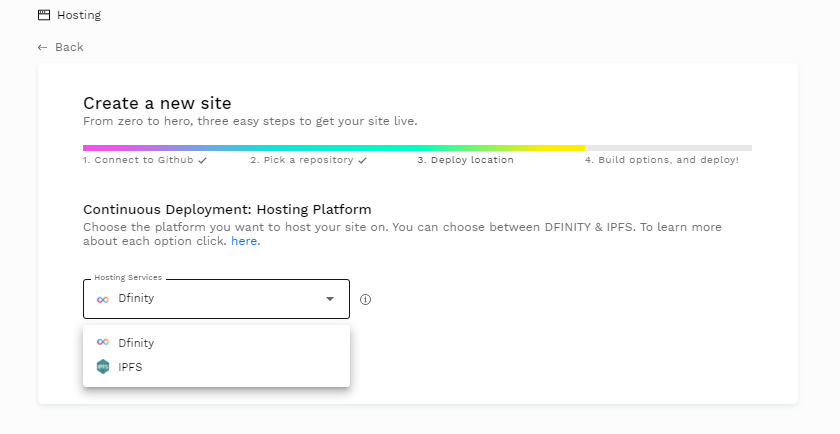 Hosting
← Back
Create a new site
From zero to hero, three easy steps to get your site live.
1. Connect to Github ✓ 2. Pick a repository ✓ 3. Deploy location 4. Build options, and deploy!
Continuous Deployment: Hosting Platform
Choose the platform you want to host your site on. You can choose between DFINITY & IPFS. To learn more
about each option click. here.
Hosting Services
Dfinity
Dfinity
IPFS